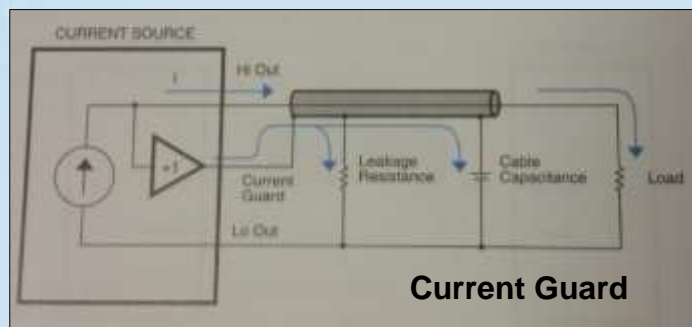 CURRENT SOURCE
I
Hi Out
+1
Current
Guard
Leakage
Resistance
Cable
Capacitance
Load
Lo Out
Current Guard